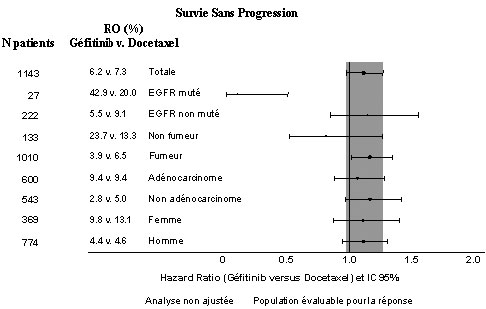 Survie Sans Progression
RO (%)
N patients Géfitinib v. Docetaxel
1143 6.2 v. 7.3 Totale
27 42.9 v. 20.0 EGFR muté
222 5.5 v. 9.1 EGFR non muté
133 23.7 v. 13.3 Non fumeur
1010 3.9 v. 6.5 Fumeur
600 9.4 v. 9.4 Adénocarcinome
543 2.8 v. 5.0 Non adénocarcinome
369 9.8 v. 13.1 Femme
774 4.4 v. 4.6 Homme
0 0.5 1.0 1.5 2.0
Hazard Ratio (Géfitinib versus Docetaxel) et IC 95%
Analyse non ajustée Population évaluable pour la réponse